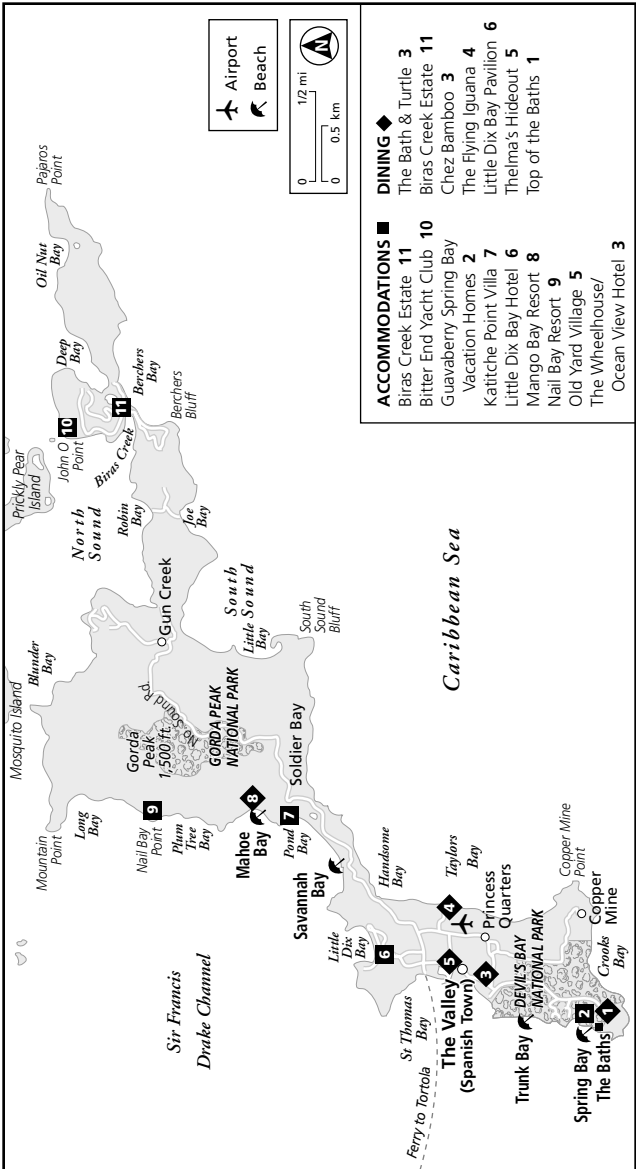 Pajaros
Point
Oil Nut
Bay
Deep
Bay
Berchers
Bay
Berchers
Bluff
11
10
John O
Point
Biras Creek
Prickly Pear
Island
North
Sound
Robin
Bay
Joe
Bay
Gun Creek
South
Sound
Little
Bay
South
Sound
Bluff
Mosquito Island
Blunder
Bay
No. Sound Rd.
Gorda
Peak
1,500 ft.
GORDA PEAK
NATIONAL PARK
Soldier Bay
Mountain
Point
Long
Bay
9
Nail Bay
Point
Plum
Tree
Bay
8
Mahoe
Bay
7
Pond
Bay
Savannah
Bay
Handsome
Bay
Caribbean Sea
Sir Francis
Drake Channel
Little
Dix
Bay
6
4
Taylors
Bay
5
Princess
Quarters
3
St Thomas
Bay
The Valley
(Spanish Town)
Ferry to Tortola
DEVIL'S BAY
NATIONAL PARK
Copper Mine
Point
Copper
Mine
Crooks
Bay
Trunk Bay
2
1
Spring Bay
The Baths
Airport
Beach
0 1/2 mi
0 0.5 km
N
ACCOMMODATIONS
Biras Creek Estate 11
Bitter End Yacht Club 10
Guavaberry Spring Bay
Vacation Homes 2
Katitche Point Villa 7
Little Dix Bay Hotel 6
Mango Bay Resort 8
Nail Bay Resort 9
Old Yard Village 5
The Wheelhouse/
Ocean View Hotel 3
DINING
The Bath & Turtle 3
Biras Creek Estate 11
Chez Bamboo 3
The Flying Iguana 4
Little Dix Bay Pavilion 6
Thelma's Hideout 5
Top of the Baths 1